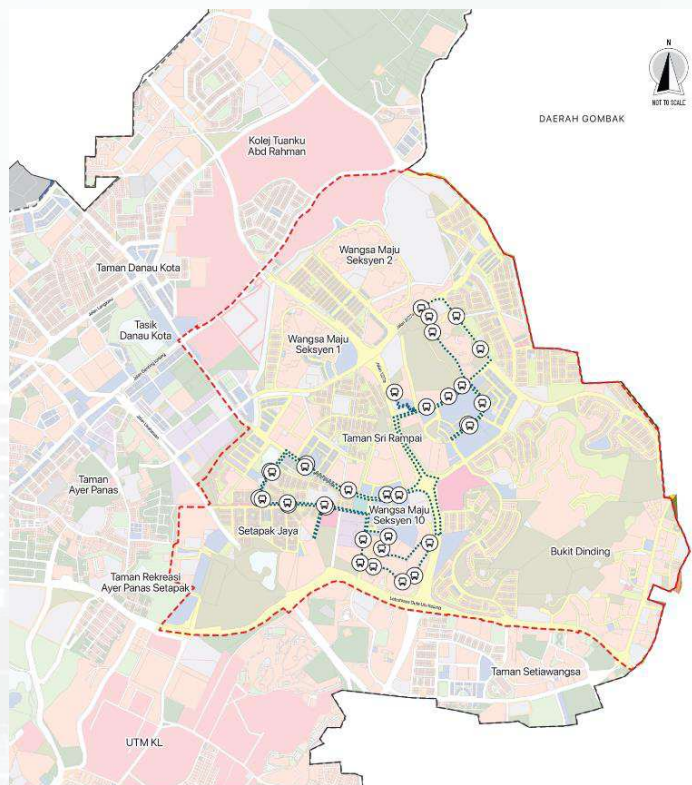 N
NOT TO SCALE
DAERAH GOMBAK
Kolej Tuanku
Abd Rahman
Wangsa Maju
Seksyen 2
Taman Danau Kota
Tasik
Danau Kota
Wangsa Maju
Seksyen 1
Taman Sri Rampai
Taman
Ayer Panas
Wangsa Maju
Seksyen 10
Setapak Jaya
Bukit Dinding
Taman Rekreasi
Ayer Panas Setapak
Taman Setiawangsa
UTM KL